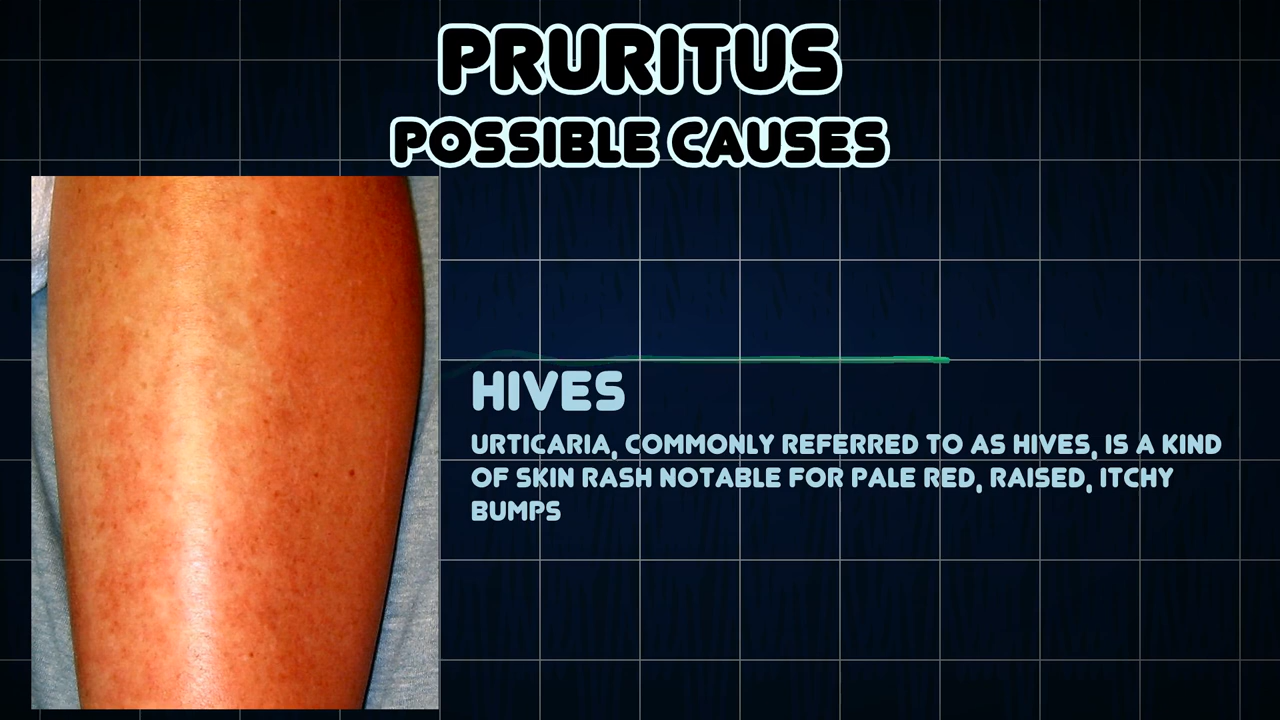 PRURITUS
POSSIBLE CAUSES
HIVES
URTICARIA, COMMONLY REFERRED TO AS HIVES, IS A KIND
OF SKIN RASH NOTABLE FOR PALE RED, RAISED, ITCHY
BUMPS